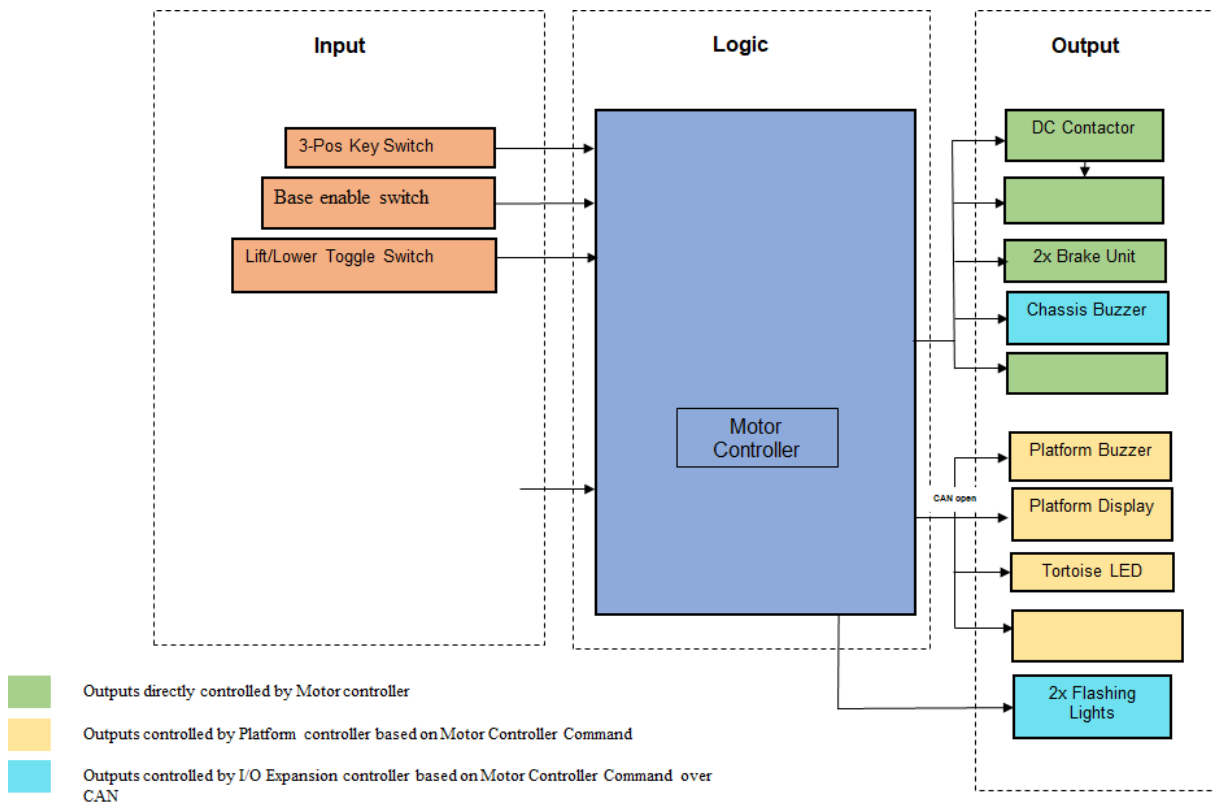 Input
Logic
Output
3-Pos Key Switch
Base enable switch
Lift/Lower Toggle Switch
Motor
Controller
DC Contactor
2x Brake Unit
Chassis Buzzer
CAN open
Platform Buzzer
Platform Display
Tortoise LED
2x Flashing
Lights
Outputs directly controlled by Motor controller
Outputs controlled by Platform controller based on Motor Controller Command
Outputs controlled by I/O Expansion controller based on Motor Controller Command over
CAN